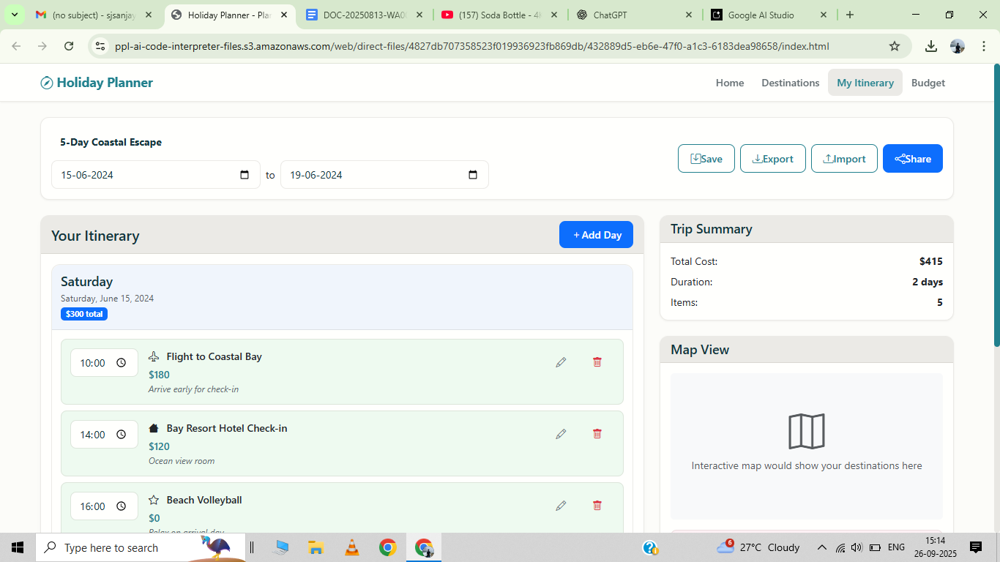 (no subject) - sjsanjay
Holiday Planner - Pla
DOC-20250813-WA0
(157) Soda Bottle - 4
ChatGPT
Google AI Studio
ppl-ai-code-interpreter-files.s3.amazonaws.com/web/direct-files/4827db707358523f019936923fb869db/432889d5-eb6e-47f0-a1c3-6183dea98658/index.html
Holiday Planner
Home
Destinations
My Itinerary
Budget
5-Day Coastal Escape
15-06-2024
to
19-06-2024
Save
Export
Import
Share
Your Itinerary
+ Add Day
Saturday
Saturday, June 15, 2024
$300 total
10:00
Flight to Coastal Bay
$180
Arrive early for check-in
14:00
Bay Resort Hotel Check-in
$120
Ocean view room
16:00
Beach Volleyball
$0
Relax on arrival day
Trip Summary
Total Cost: $415
Duration: 2 days
Items: 5
Map View
Interactive map would show your destinations here
Type here to search
6
27°C Cloudy
ENG
15:14
26-09-2025